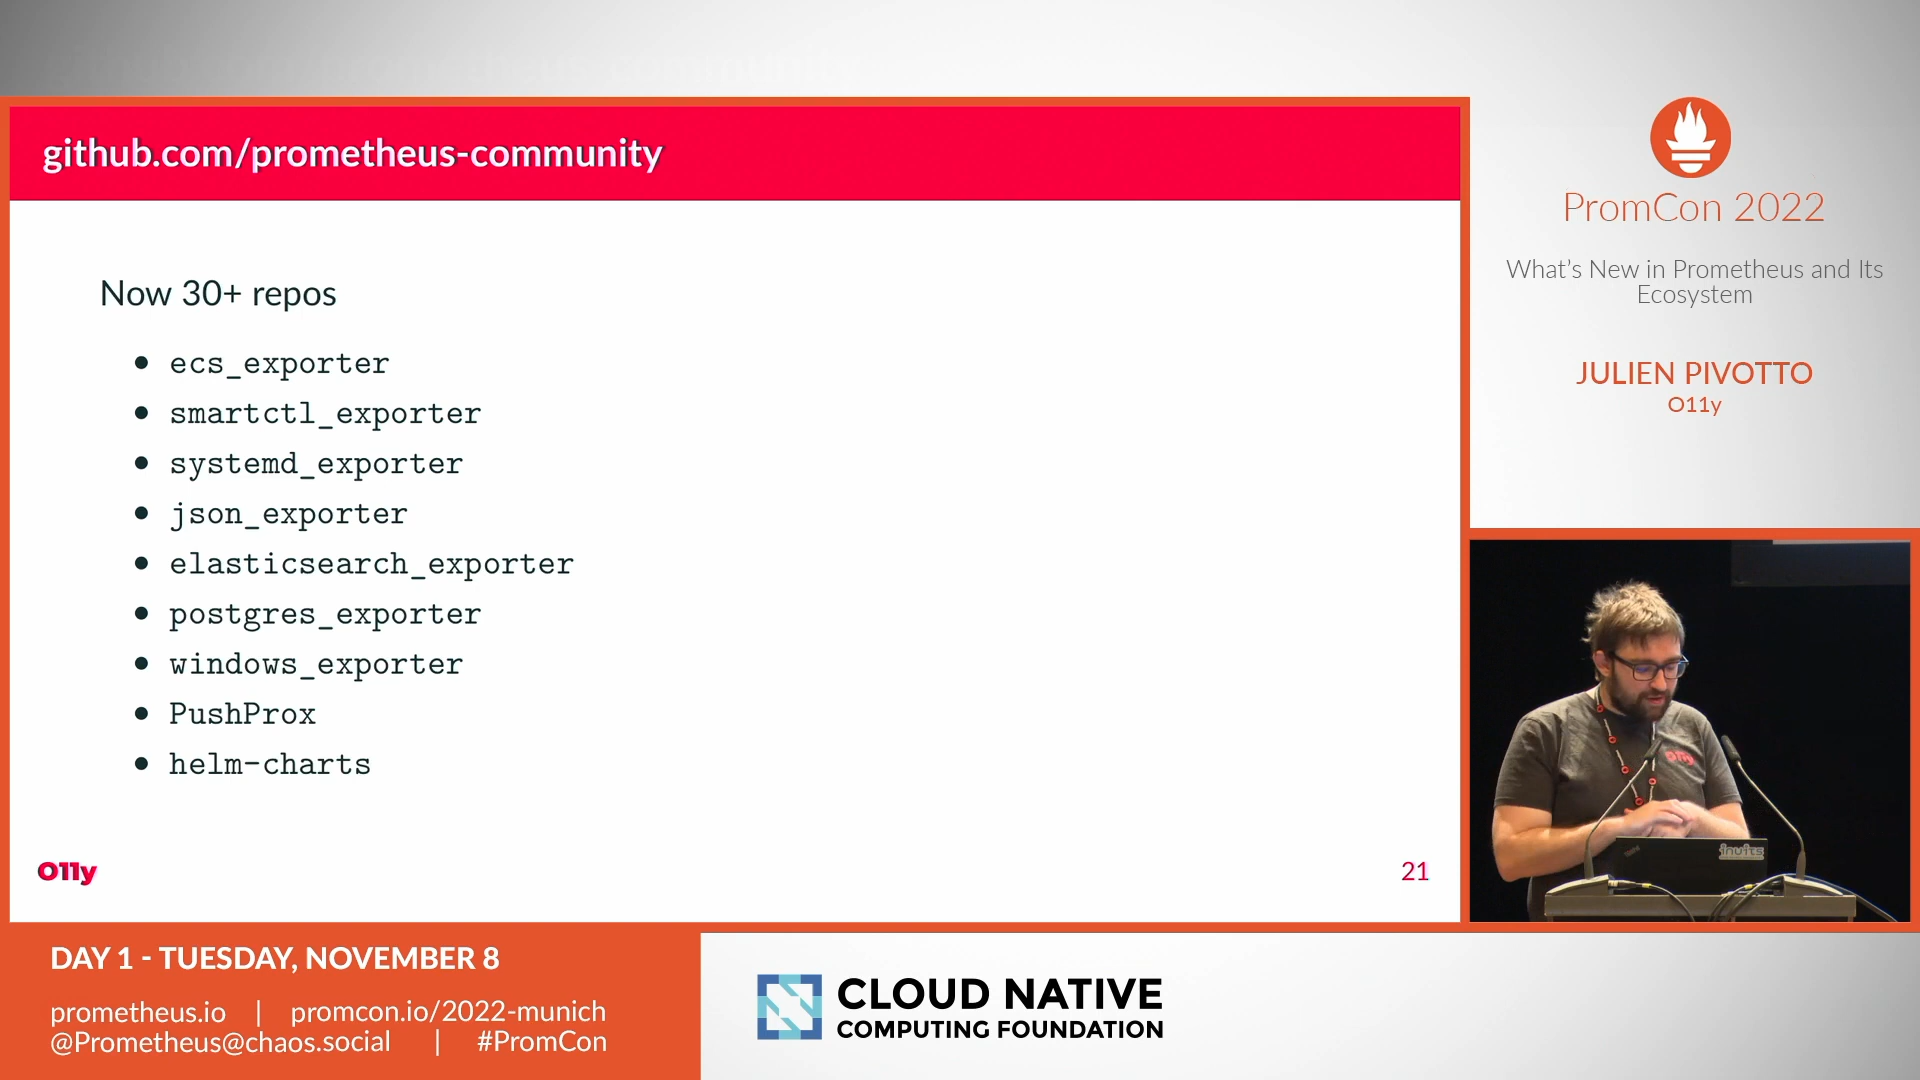 github.com/prometheus-community
Now 30+ repos
• ecs_exporter
• smartctl_exporter
• systemd_exporter
• json_exporter
• elasticsearch_exporter
• postgres_exporter
• windows_exporter
• PushProx
• helm-charts
O11y
21
PromCon 2022
What's New in Prometheus and Its
Ecosystem
JULIEN PIVOTTO
O11y
O11y
inuits
DAY 1 - TUESDAY, NOVEMBER 8
prometheus.io | promcon.io/2022-munich
@Prometheus@chaos.social | #PromCon
CLOUD NATIVE
COMPUTING FOUNDATION